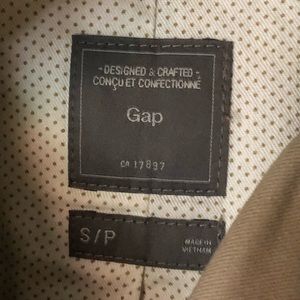 - DESIGNED & CRAFTED -
CONÇU ET CONFECTIONNÉ
Gap
CA 17897
S/P
MADE IN
VIETNAM